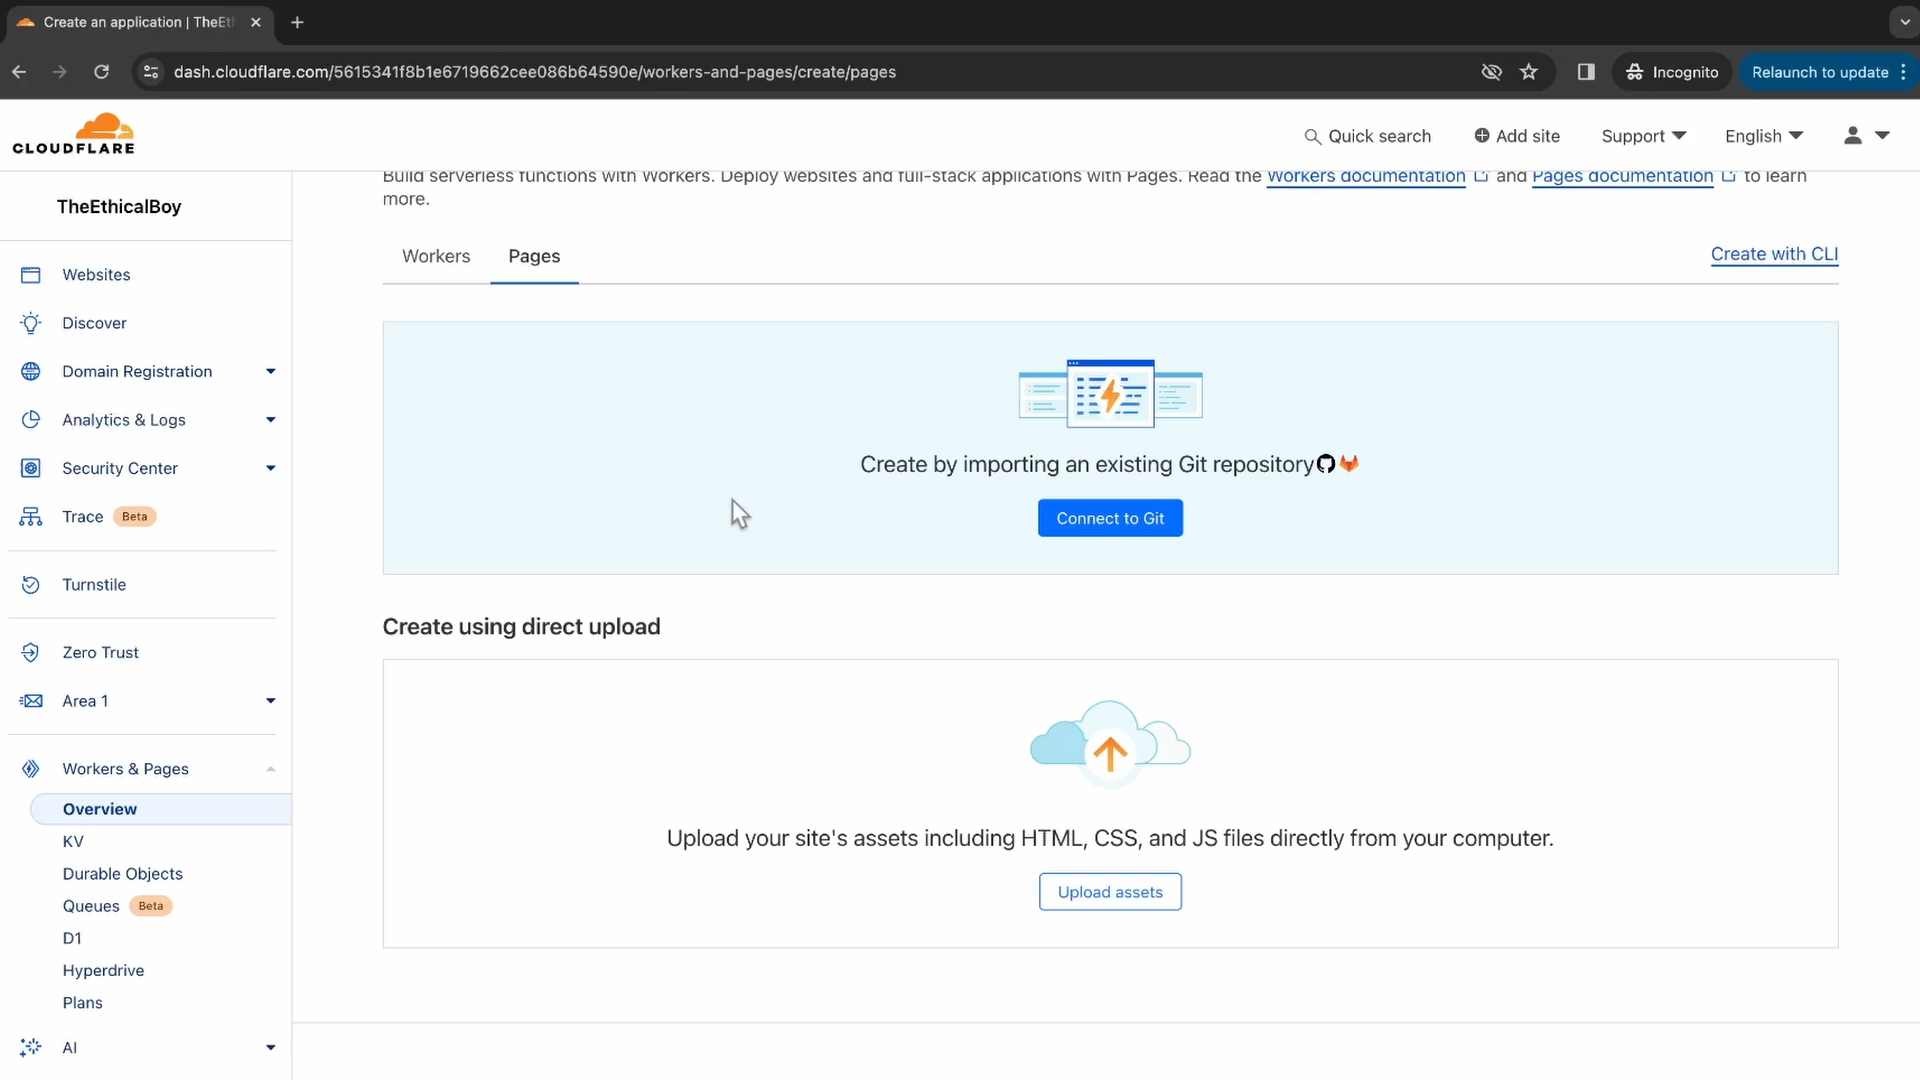 Create an application | TheEt
dash.cloudflare.com/5615341f8b1e6719662cee086b64590e/workers-and-pages/create/pages
Incognito
Relaunch to update
CLOUDFLARE
Quick search
Add site
Support
English
TheEthicalBoy
Websites
Discover
Domain Registration
Analytics & Logs
Security Center
Trace Beta
Turnstile
Zero Trust
Area 1
Workers & Pages
Overview
KV
Durable Objects
Queues Beta
D1
Hyperdrive
Plans
AI
Build serverless functions with Workers. Deploy websites and full-stack applications with Pages. Read the Workers documentation and Pages documentation to learn
more.
Workers
Pages
Create with CLI
Create by importing an existing Git repository
Connect to Git
Create using direct upload
Upload your site's assets including HTML, CSS, and JS files directly from your computer.
Upload assets